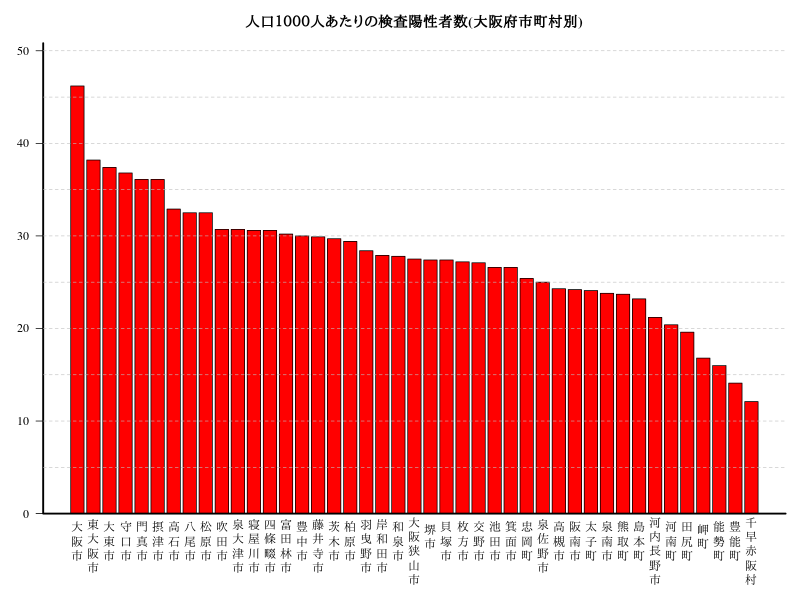 人口1000人あたりの検査陽性者数(大阪府市町村別)
50
40
30
20
10
0
大阪市
東大阪市
大東市
守口市
門真市
摂津市
高石市
八尾市
松原市
吹田市
泉大津市
寝屋川市
四條畷市
富田林市
豊中市
藤井寺市
茨木市
柏原市
羽曳野市
岸和田市
和泉市
大阪狭山市
堺市
貝塚市
枚方市
交野市
池田市
箕面市
忠岡町
泉佐野市
高槻市
阪南市
太子町
泉南市
熊取町
島本町
河内長野市
河南町
田尻町
岬町
能勢町
豊能町
千早赤阪村